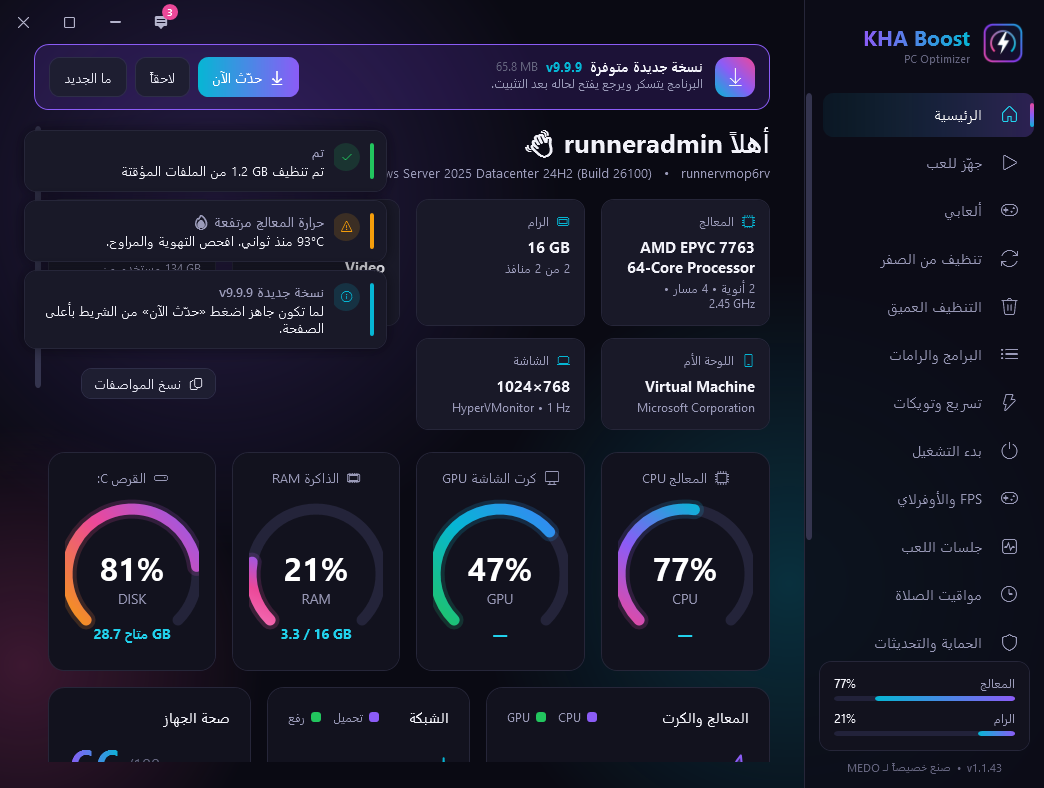 3
KHA Boost
PC Optimizer
نسخة جديدة متوفرة v9.9.9 65.8 MB
البرنامج يتسكر ويرجع يفتح لحاله بعد التثبيت.
حدّث الآن
لاحقاً
ما الجديد
الرئيسية
جهّز للعب
ألعابي
تنظيف من الصفر
التنظيف العميق
البرامج والرامات
تسريع وتويكات
بدء التشغيل
FPS والأوفرلاي
جلسات اللعب
مواقيت الصلاة
الحماية والتحديثات
المعالج 77%
الرام 21%
v1.1.43 • صنع خصيصاً لـ MEDO
أهلاً runneradmin
runnervmop6rv • Server 2025 Datacenter 24H2 (Build 26100)
تم
تم تنظيف 1.2 GB من الملفات المؤقتة
حرارة المعالج مرتفعة
93°C منذ ثواني. افحص التهوية والمراوح.
نسخة جديدة v9.9.9
لما تكون جاهز اضغط «حدّث الآن» من الشريط بأعلى
الصفحة.
المعالج
AMD EPYC 7763
64-Core Processor
2 أنوية • 4 مسار •
2.45 GHz
الرام
16 GB
2 من 2 منافذ
Video
اللوحة الأم
Virtual Machine
Microsoft Corporation
الشاشة
1024×768
HyperVMonitor • 1 Hz
نسخ المواصفات
المعالج CPU
77%
CPU
—
كرت الشاشة GPU
47%
GPU
—
الذاكرة RAM
21%
RAM
3.3 / 16 GB
القرص C:
81%
DISK
28.7 متاح GB
المعالج والكرت
CPU
GPU
الشبكة
تحميل
رفع
صحة الجهاز